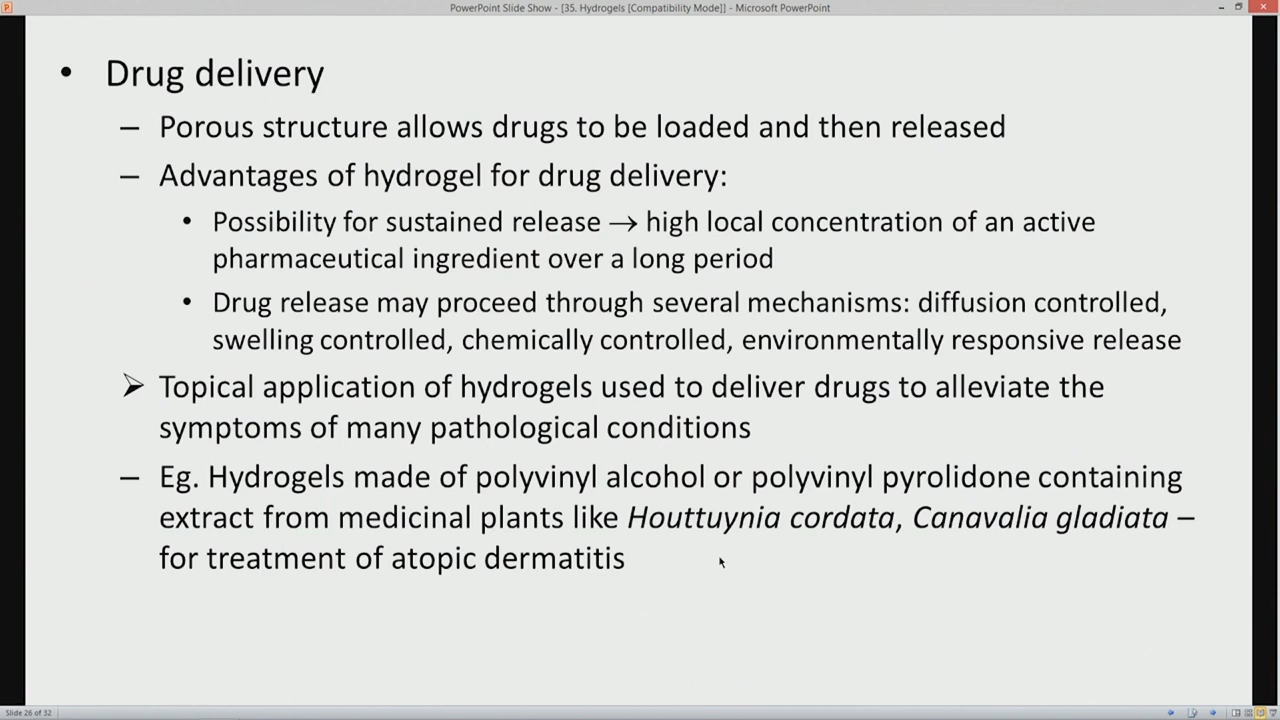 PowerPoint Slide Show - [35. Hydrogels [Compatibility Mode]] - Microsoft PowerPoint
• Drug delivery
– Porous structure allows drugs to be loaded and then released
– Advantages of hydrogel for drug delivery:
• Possibility for sustained release → high local concentration of an active
pharmaceutical ingredient over a long period
• Drug release may proceed through several mechanisms: diffusion controlled,
swelling controlled, chemically controlled, environmentally responsive release
➢ Topical application of hydrogels used to deliver drugs to alleviate the
symptoms of many pathological conditions
– Eg. Hydrogels made of polyvinyl alcohol or polyvinyl pyrolidone containing
extract from medicinal plants like Houttuynia cordata, Canavalia gladiata –
for treatment of atopic dermatitis
Slide 26 of 32